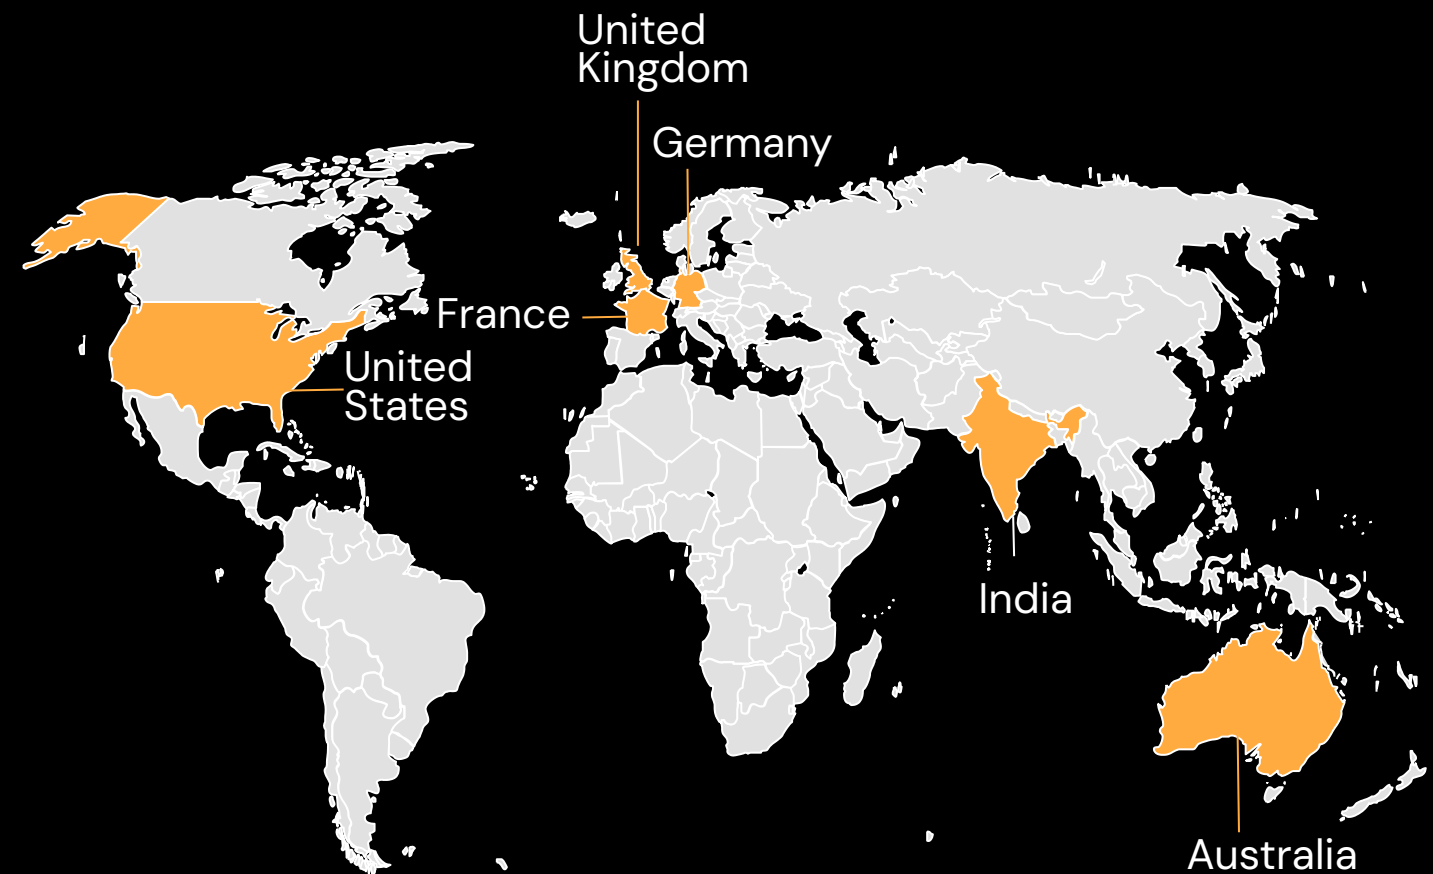 United
Kingdom
Germany
France
United
States
India
Australia